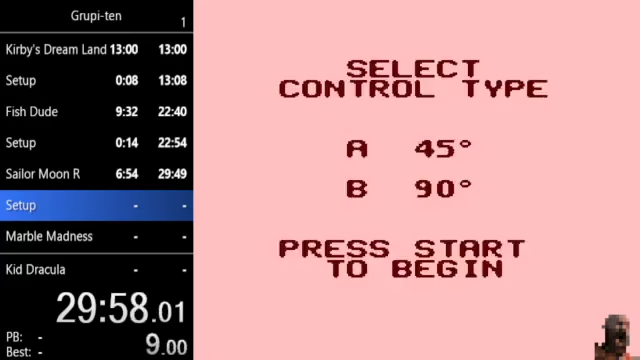 Grupi-ten
1
Kirby's Dream Land 13:00 13:00
Setup 0:08 13:08
Fish Dude 9:32 22:40
Setup 0:14 22:54
Sailor Moon R 6:54 29:49
Setup - -
Marble Madness - -
Kid Dracula - -
29:58.01
PB: -
Best: -
9.00
SELECT
CONTROL TYPE
A 45°
B 90°
PRESS START
TO BEGIN